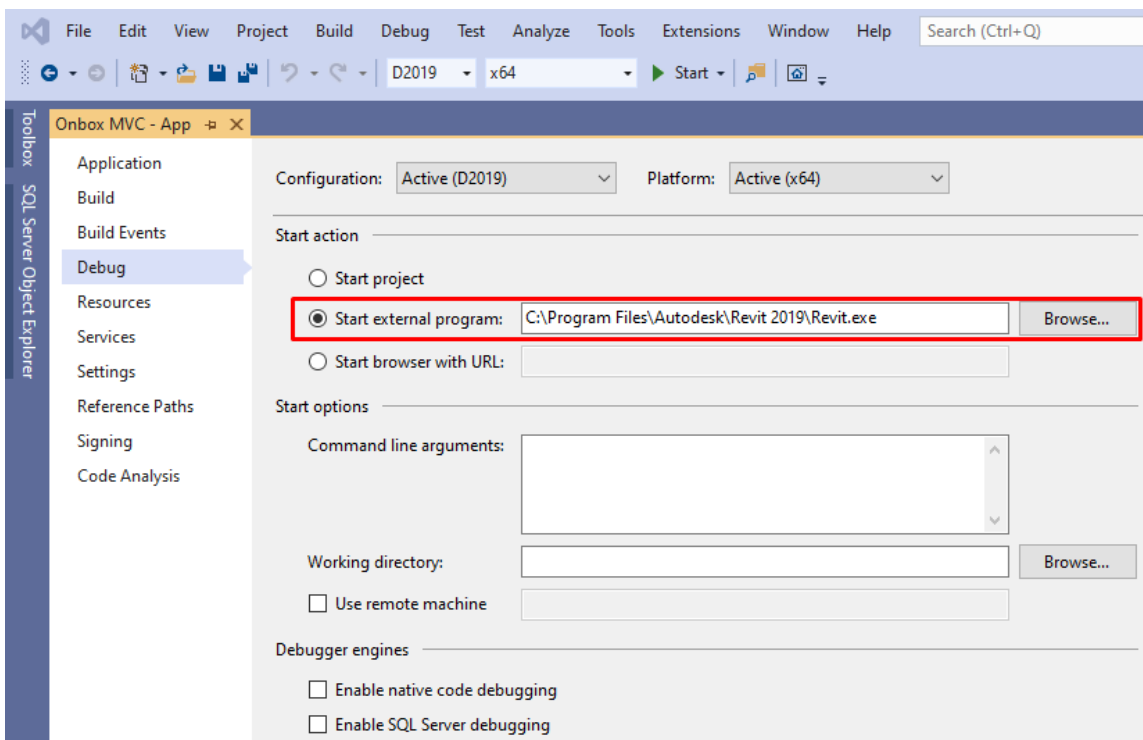 File Edit View Project Build Debug Test Analyze Tools Extensions Window Help Search (Ctrl+Q)
D2019 x64 Start
Toolbox
SQL Server Object Explorer
Onbox MVC - App
Application
Build
Build Events
Debug
Resources
Services
Settings
Reference Paths
Signing
Code Analysis
Configuration: Active (D2019) Platform: Active (x64)
Start action
Start project
Start external program: C:\Program Files\Autodesk\Revit 2019\Revit.exe Browse...
Start browser with URL:
Start options
Command line arguments:
Working directory: Browse...
Use remote machine
Debugger engines
Enable native code debugging
Enable SQL Server debugging